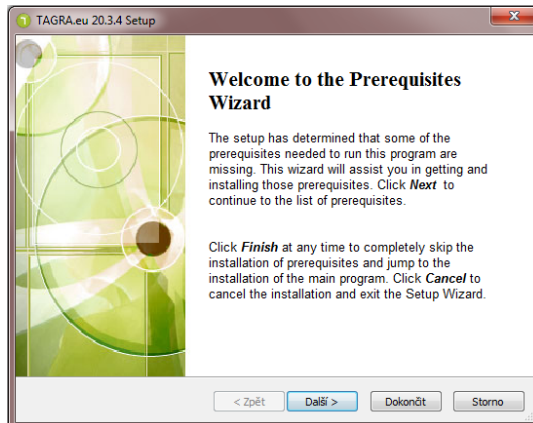 TAGRA.eu 20.3.4 Setup
Welcome to the Prerequisites
Wizard
The setup has determined that some of the
prerequisites needed to run this program are
missing. This wizard will assist you in getting and
installing those prerequisites. Click Next to
continue to the list of prerequisites.
Click Finish at any time to completely skip the
installation of prerequisites and jump to the
installation of the main program. Click Cancel to
cancel the installation and exit the Setup Wizard.
< Zpět Další > Dokončit Storno